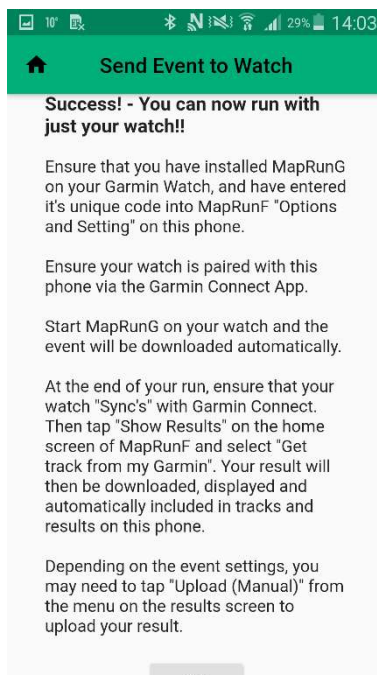 10° 29% 14:03
Send Event to Watch
Success! - You can now run with
just your watch!!
Ensure that you have installed MapRunG
on your Garmin Watch, and have entered
it's unique code into MapRunF "Options
and Setting" on this phone.
Ensure your watch is paired with this
phone via the Garmin Connect App.
Start MapRunG on your watch and the
event will be downloaded automatically.
At the end of your run, ensure that your
watch "Sync's" with Garmin Connect.
Then tap "Show Results" on the home
screen of MapRunF and select "Get
track from my Garmin". Your result will
then be downloaded, displayed and
automatically included in tracks and
results on this phone.
Depending on the event settings, you
may need to tap "Upload (Manual)" from
the menu on the results screen to
upload your result.